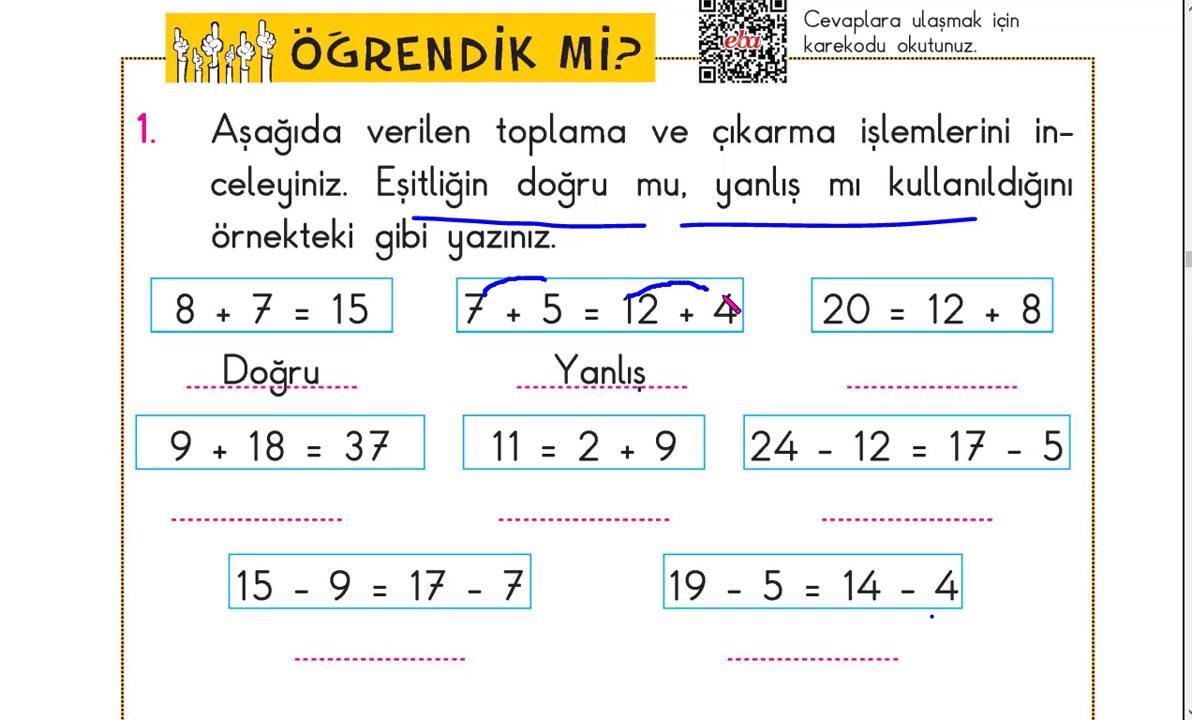 ÖĞRENDİK Mİ?
eba
Cevaplara ulaşmak için
karekodu okutunuz.
1. Aşağıda verilen toplama ve çıkarma işlemlerini in-
celeyiniz. Eşitliğin doğru mu, yanlış mı kullanıldığını
örnekteki gibi yazınız.
8 + 7 = 15 7 + 5 = 12 + 4 20 = 12 + 8
Doğru Yanlış
9 + 18 = 37 11 = 2 + 9 24 - 12 = 17 - 5
15 - 9 = 17 - 7 19 - 5 = 14 - 4